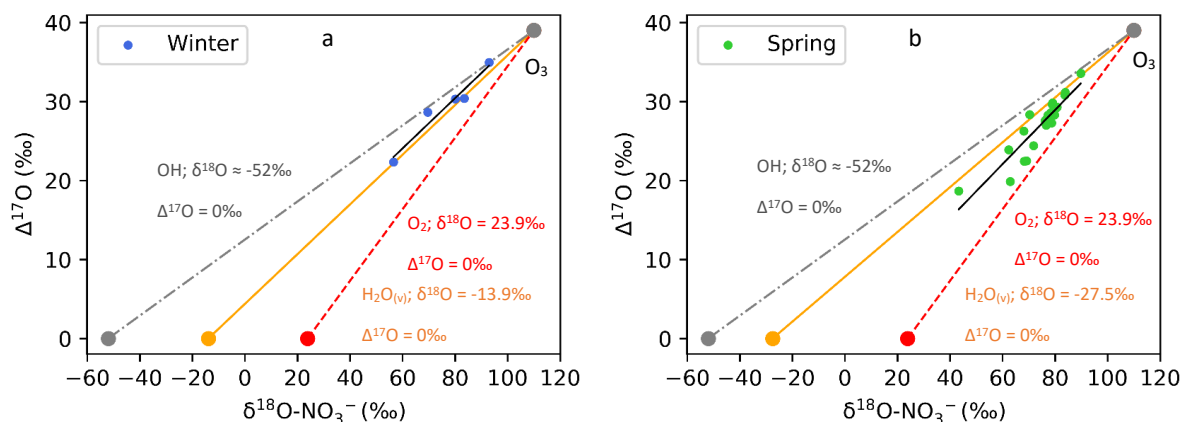 Winter
a
O₃
OH; δ¹⁸O ≈ -52‰
Δ¹⁷O = 0‰
O₂; δ¹⁸O = 23.9‰
Δ¹⁷O = 0‰
H₂O₍ᵥ₎; δ¹⁸O = -13.9‰
Δ¹⁷O = 0‰
Δ¹⁷O (‰)
40
30
20
10
0
−60 −40 −20 0 20 40 60 80 100 120
δ¹⁸O-NO₃⁻ (‰)
Spring
b
O₃
OH; δ¹⁸O ≈ -52‰
Δ¹⁷O = 0‰
O₂; δ¹⁸O = 23.9‰
Δ¹⁷O = 0‰
H₂O₍ᵥ₎; δ¹⁸O = -27.5‰
Δ¹⁷O = 0‰
Δ¹⁷O (‰)
40
30
20
10
0
−60 −40 −20 0 20 40 60 80 100 120
δ¹⁸O-NO₃⁻ (‰)